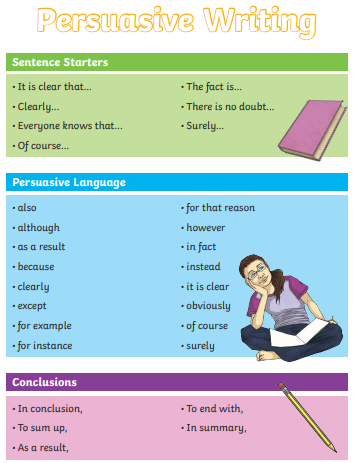 Persuasive Writing
Sentence Starters
• It is clear that...
• Clearly...
• Everyone knows that...
• Of course...
• The fact is...
• There is no doubt...
• Surely...
Persuasive Language
• also
• although
• as a result
• because
• clearly
• except
• for example
• for instance
• for that reason
• however
• in fact
• instead
• it is clear
• obviously
• of course
• surely
Conclusions
• In conclusion,
• To sum up,
• As a result,
• To end with,
• In summary,